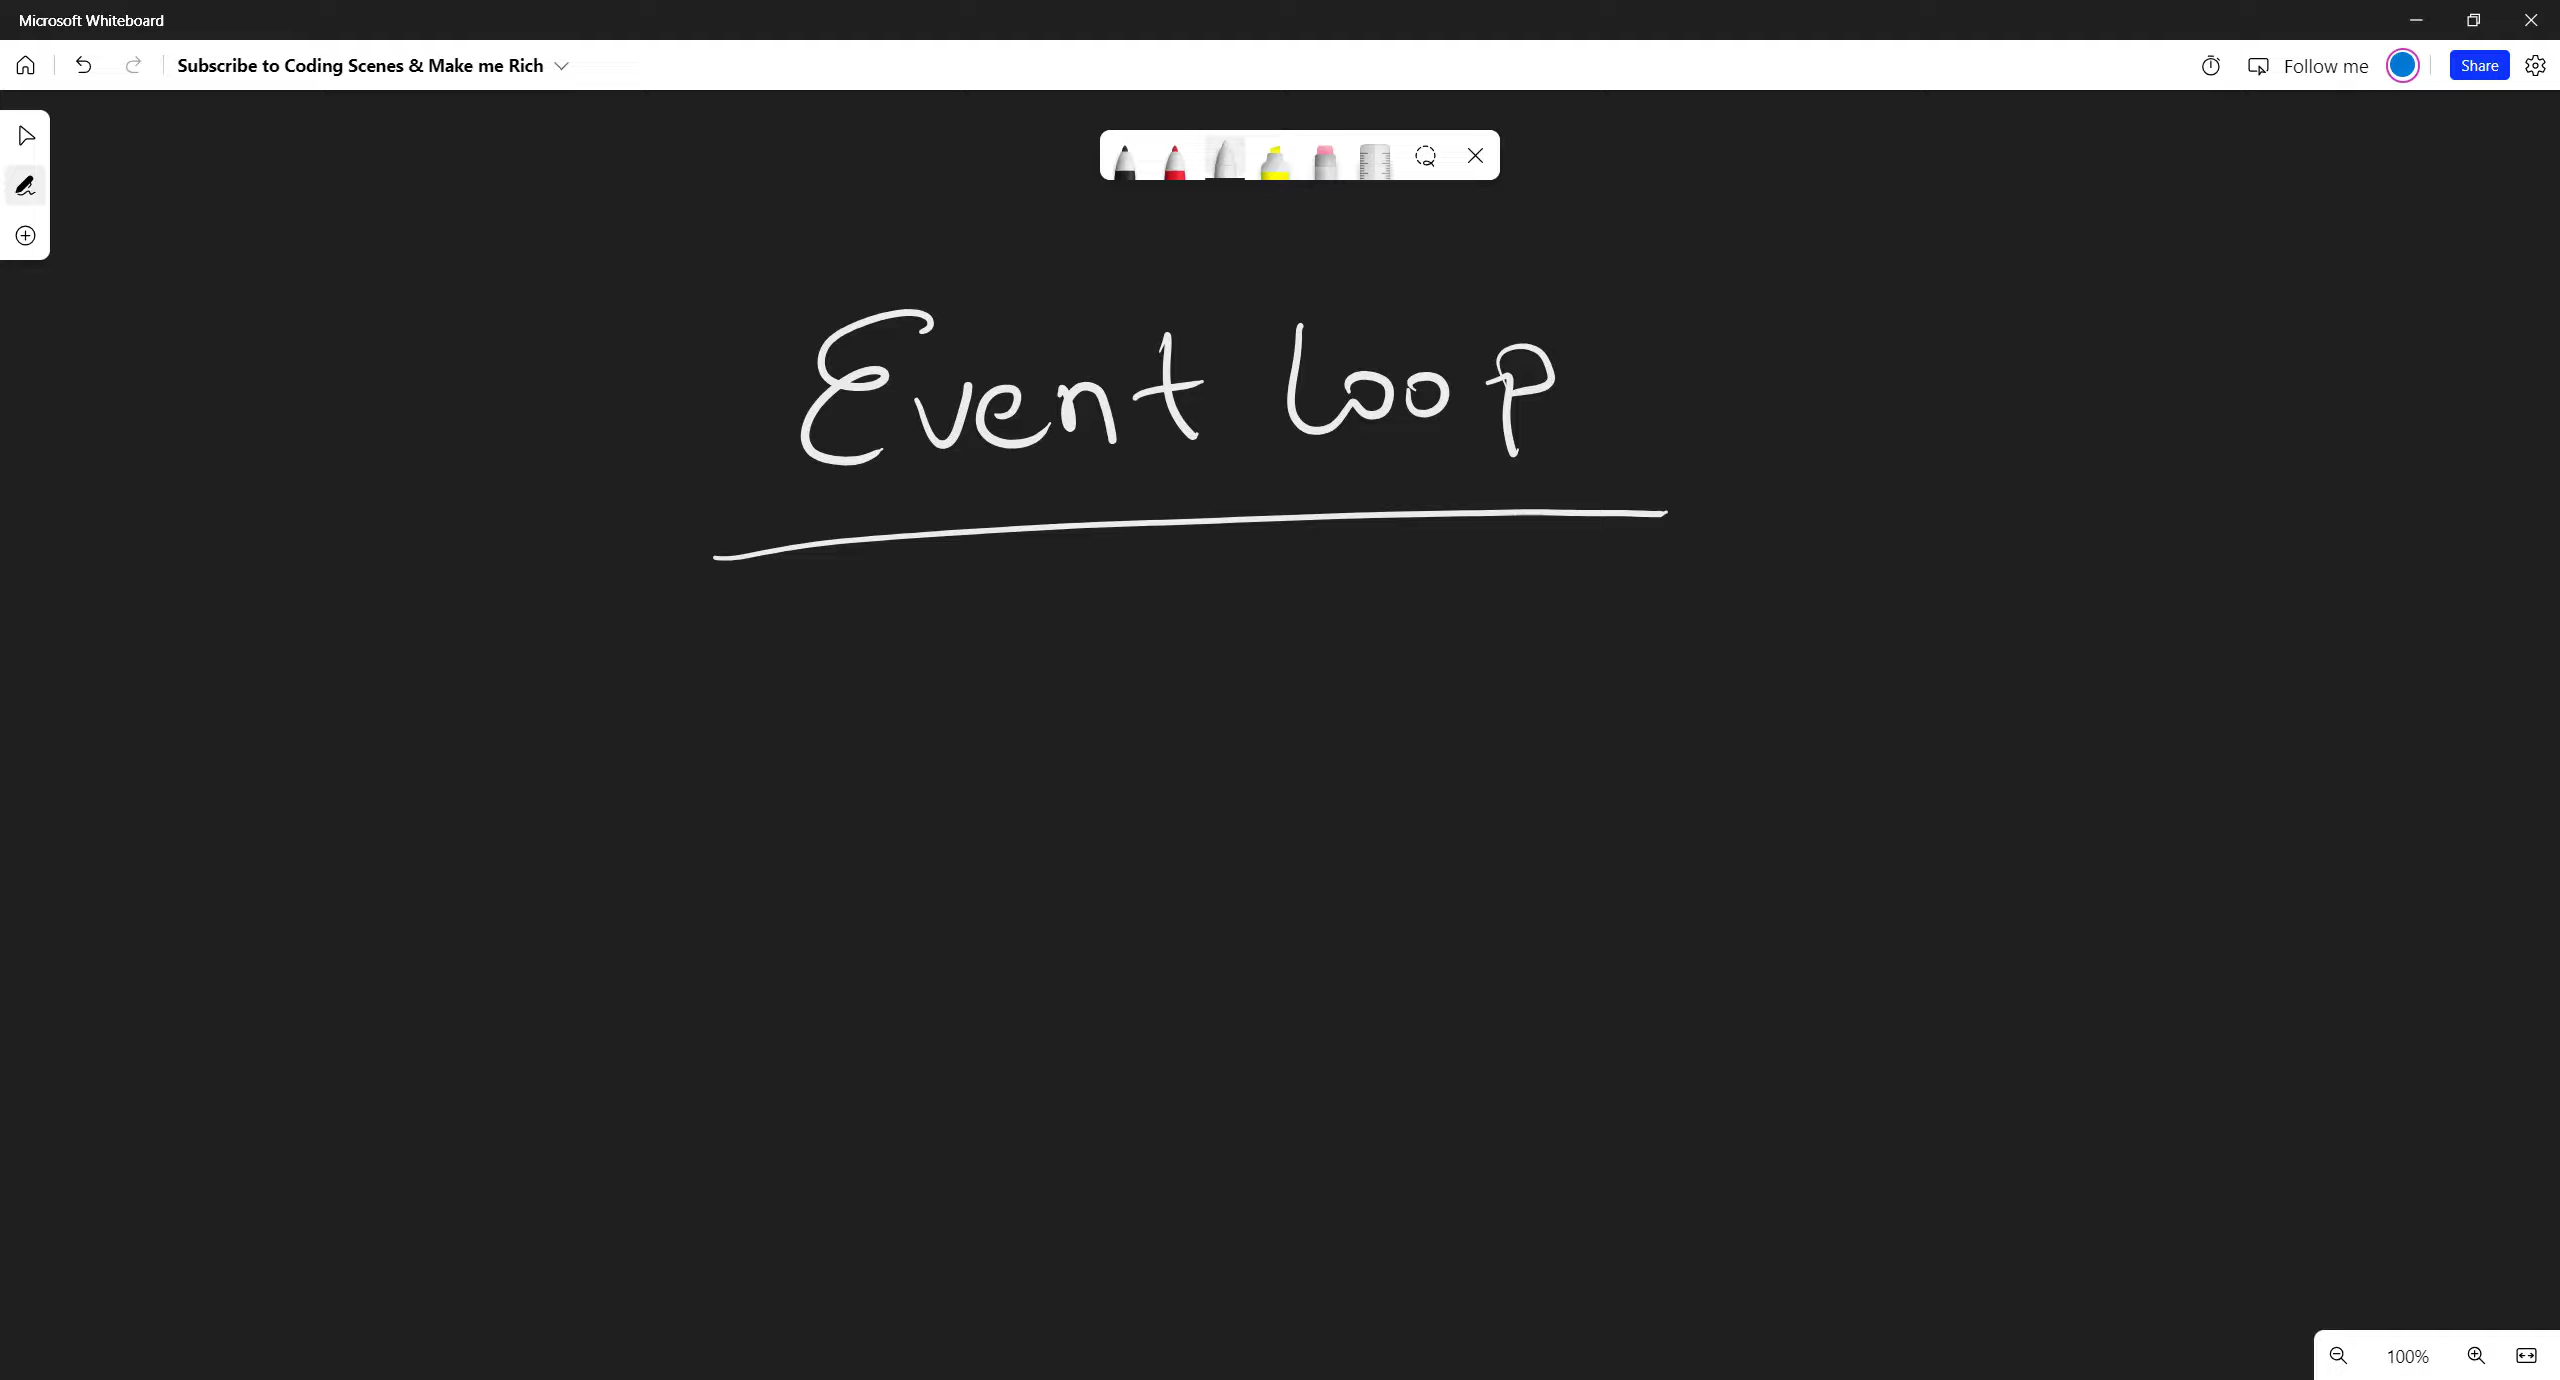 Microsoft Whiteboard
Subscribe to Coding Scenes & Make me Rich
Follow me
Share
Event Loop
100%